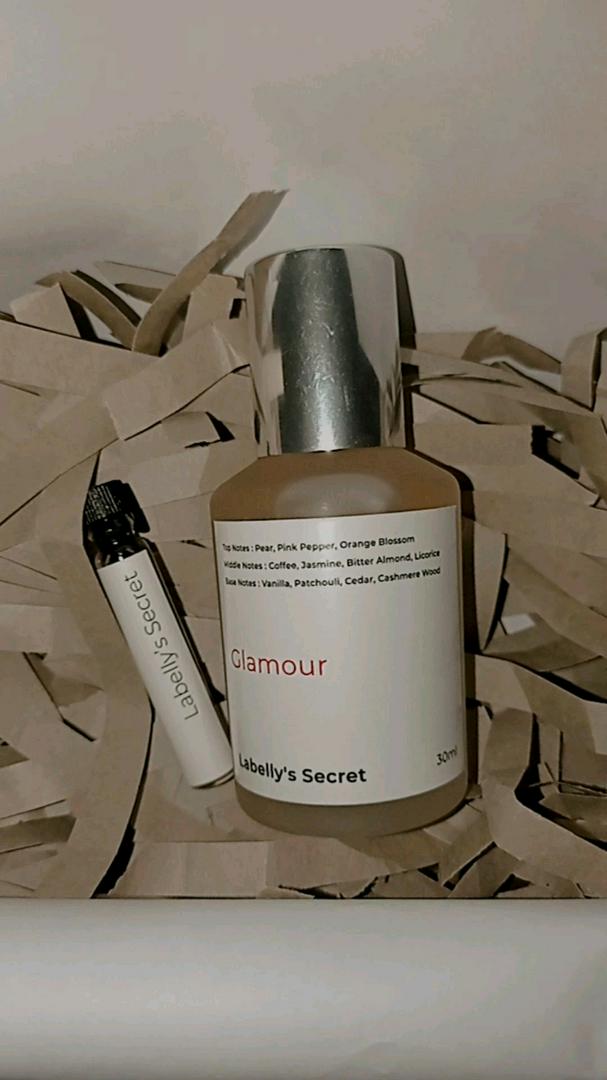 Top Notes : Pear, Pink Pepper, Orange Blossom
Middle Notes : Coffee, Jasmine, Bitter Almond, Licorice
Base Notes : Vanilla, Patchouli, Cedar, Cashmere Wood
Glamour
Labelly's Secret
30ml
Labelly's Secret